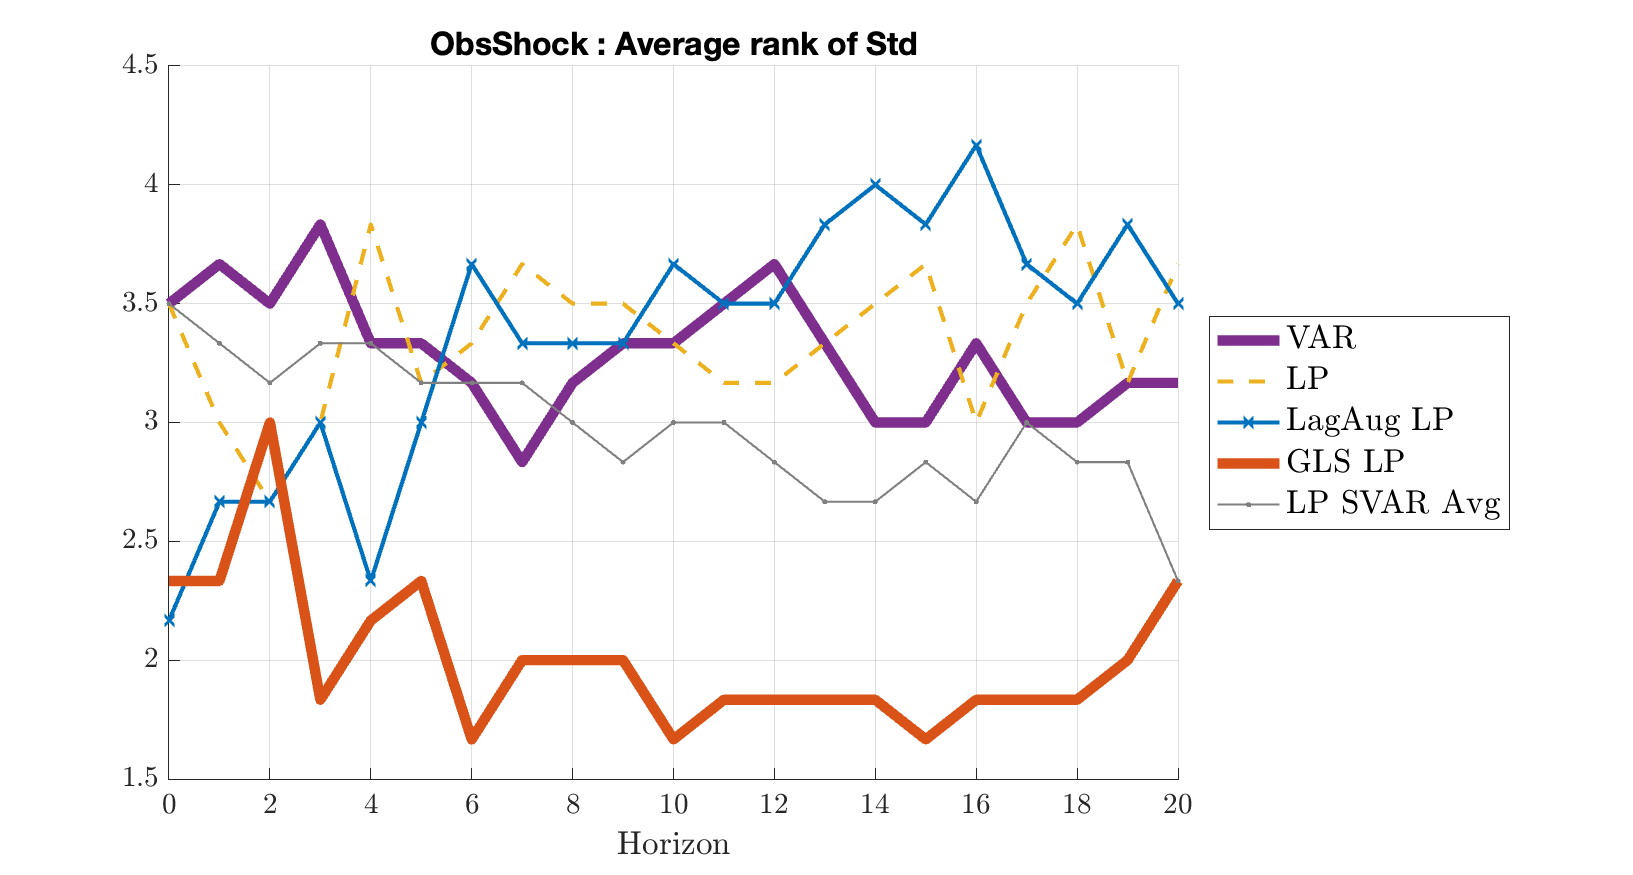 ObsShock : Average rank of Std
4.5
4
3.5
3
2.5
2
1.5
0 2 4 6 8 10 12 14 16 18 20
Horizon
VAR
LP
LagAug LP
GLS LP
LP SVAR Avg